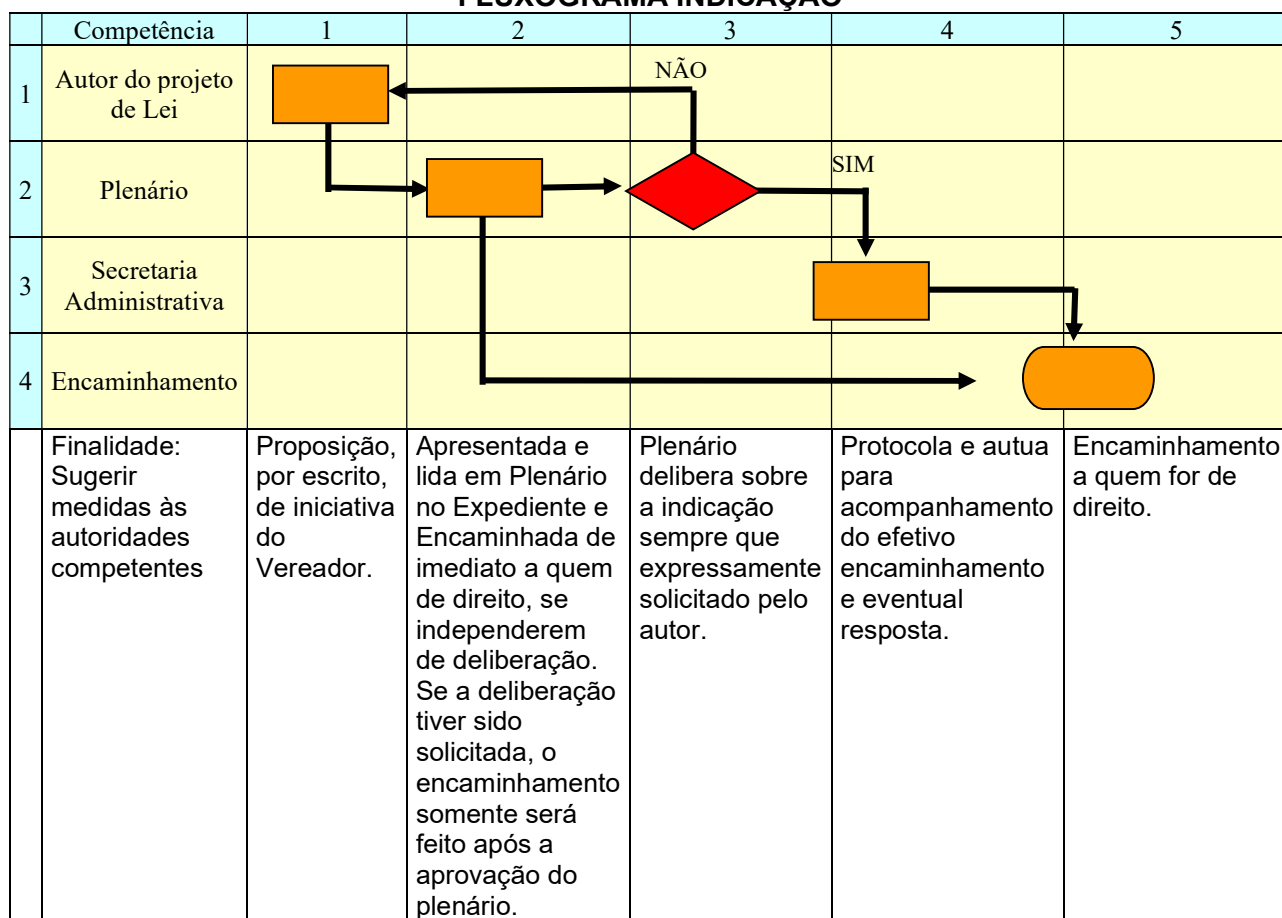 FLUXOGRAMA INDICAÇÃO
Competência 1 2 3 4 5
NÃO
1 Autor do projeto
de Lei
SIM
2 Plenário
3 Secretaria
Administrativa
4 Encaminhamento
Finalidade:
Sugerir
medidas às
autoridades
competentes
Proposição,
por escrito,
de iniciativa
do
Vereador.
Apresentada e
lida em Plenário
no Expediente e
Encaminhada de
imediato a quem
de direito, se
independerem
de deliberação.
Se a deliberação
tiver sido
solicitada, o
encaminhamento
somente será
feito após a
aprovação do
plenário.
Plenário
delibera sobre
a indicação
sempre que
expressamente
solicitado pelo
autor.
Protocola e autua
para
acompanhamento
do efetivo
encaminhamento
e eventual
resposta.
Encaminhamento
a quem for de
direito.